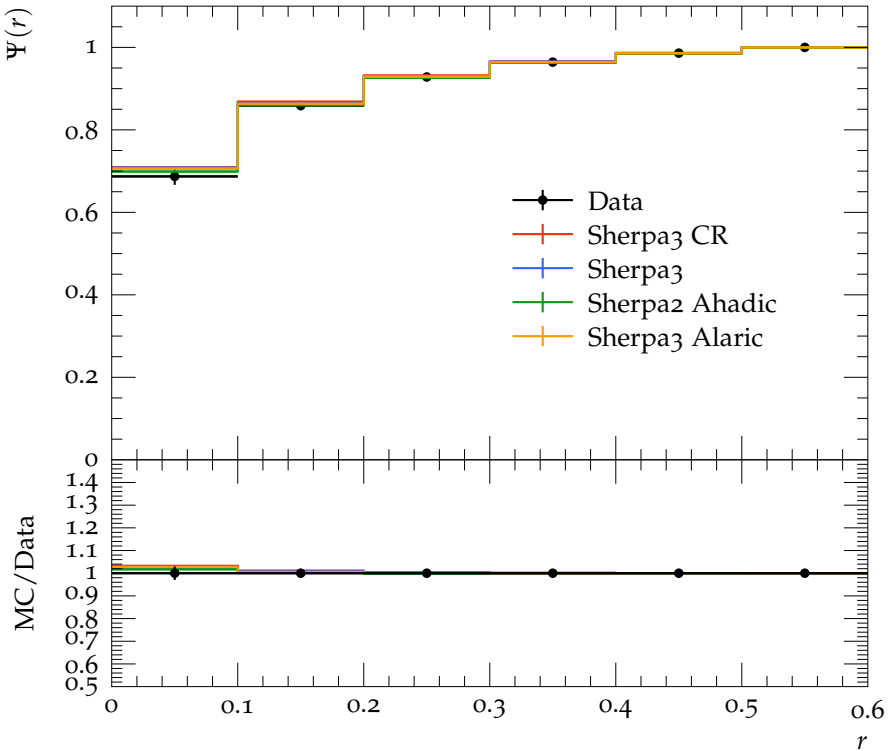 Ψ(r)
1
0.8
0.6
0.4
0.2
0
Data
Sherpa3 CR
Sherpa3
Sherpa2 Ahadic
Sherpa3 Alaric
MC/Data
1.4
1.3
1.2
1.1
1
0.9
0.8
0.7
0.6
0.5
0 0.1 0.2 0.3 0.4 0.5 0.6
r